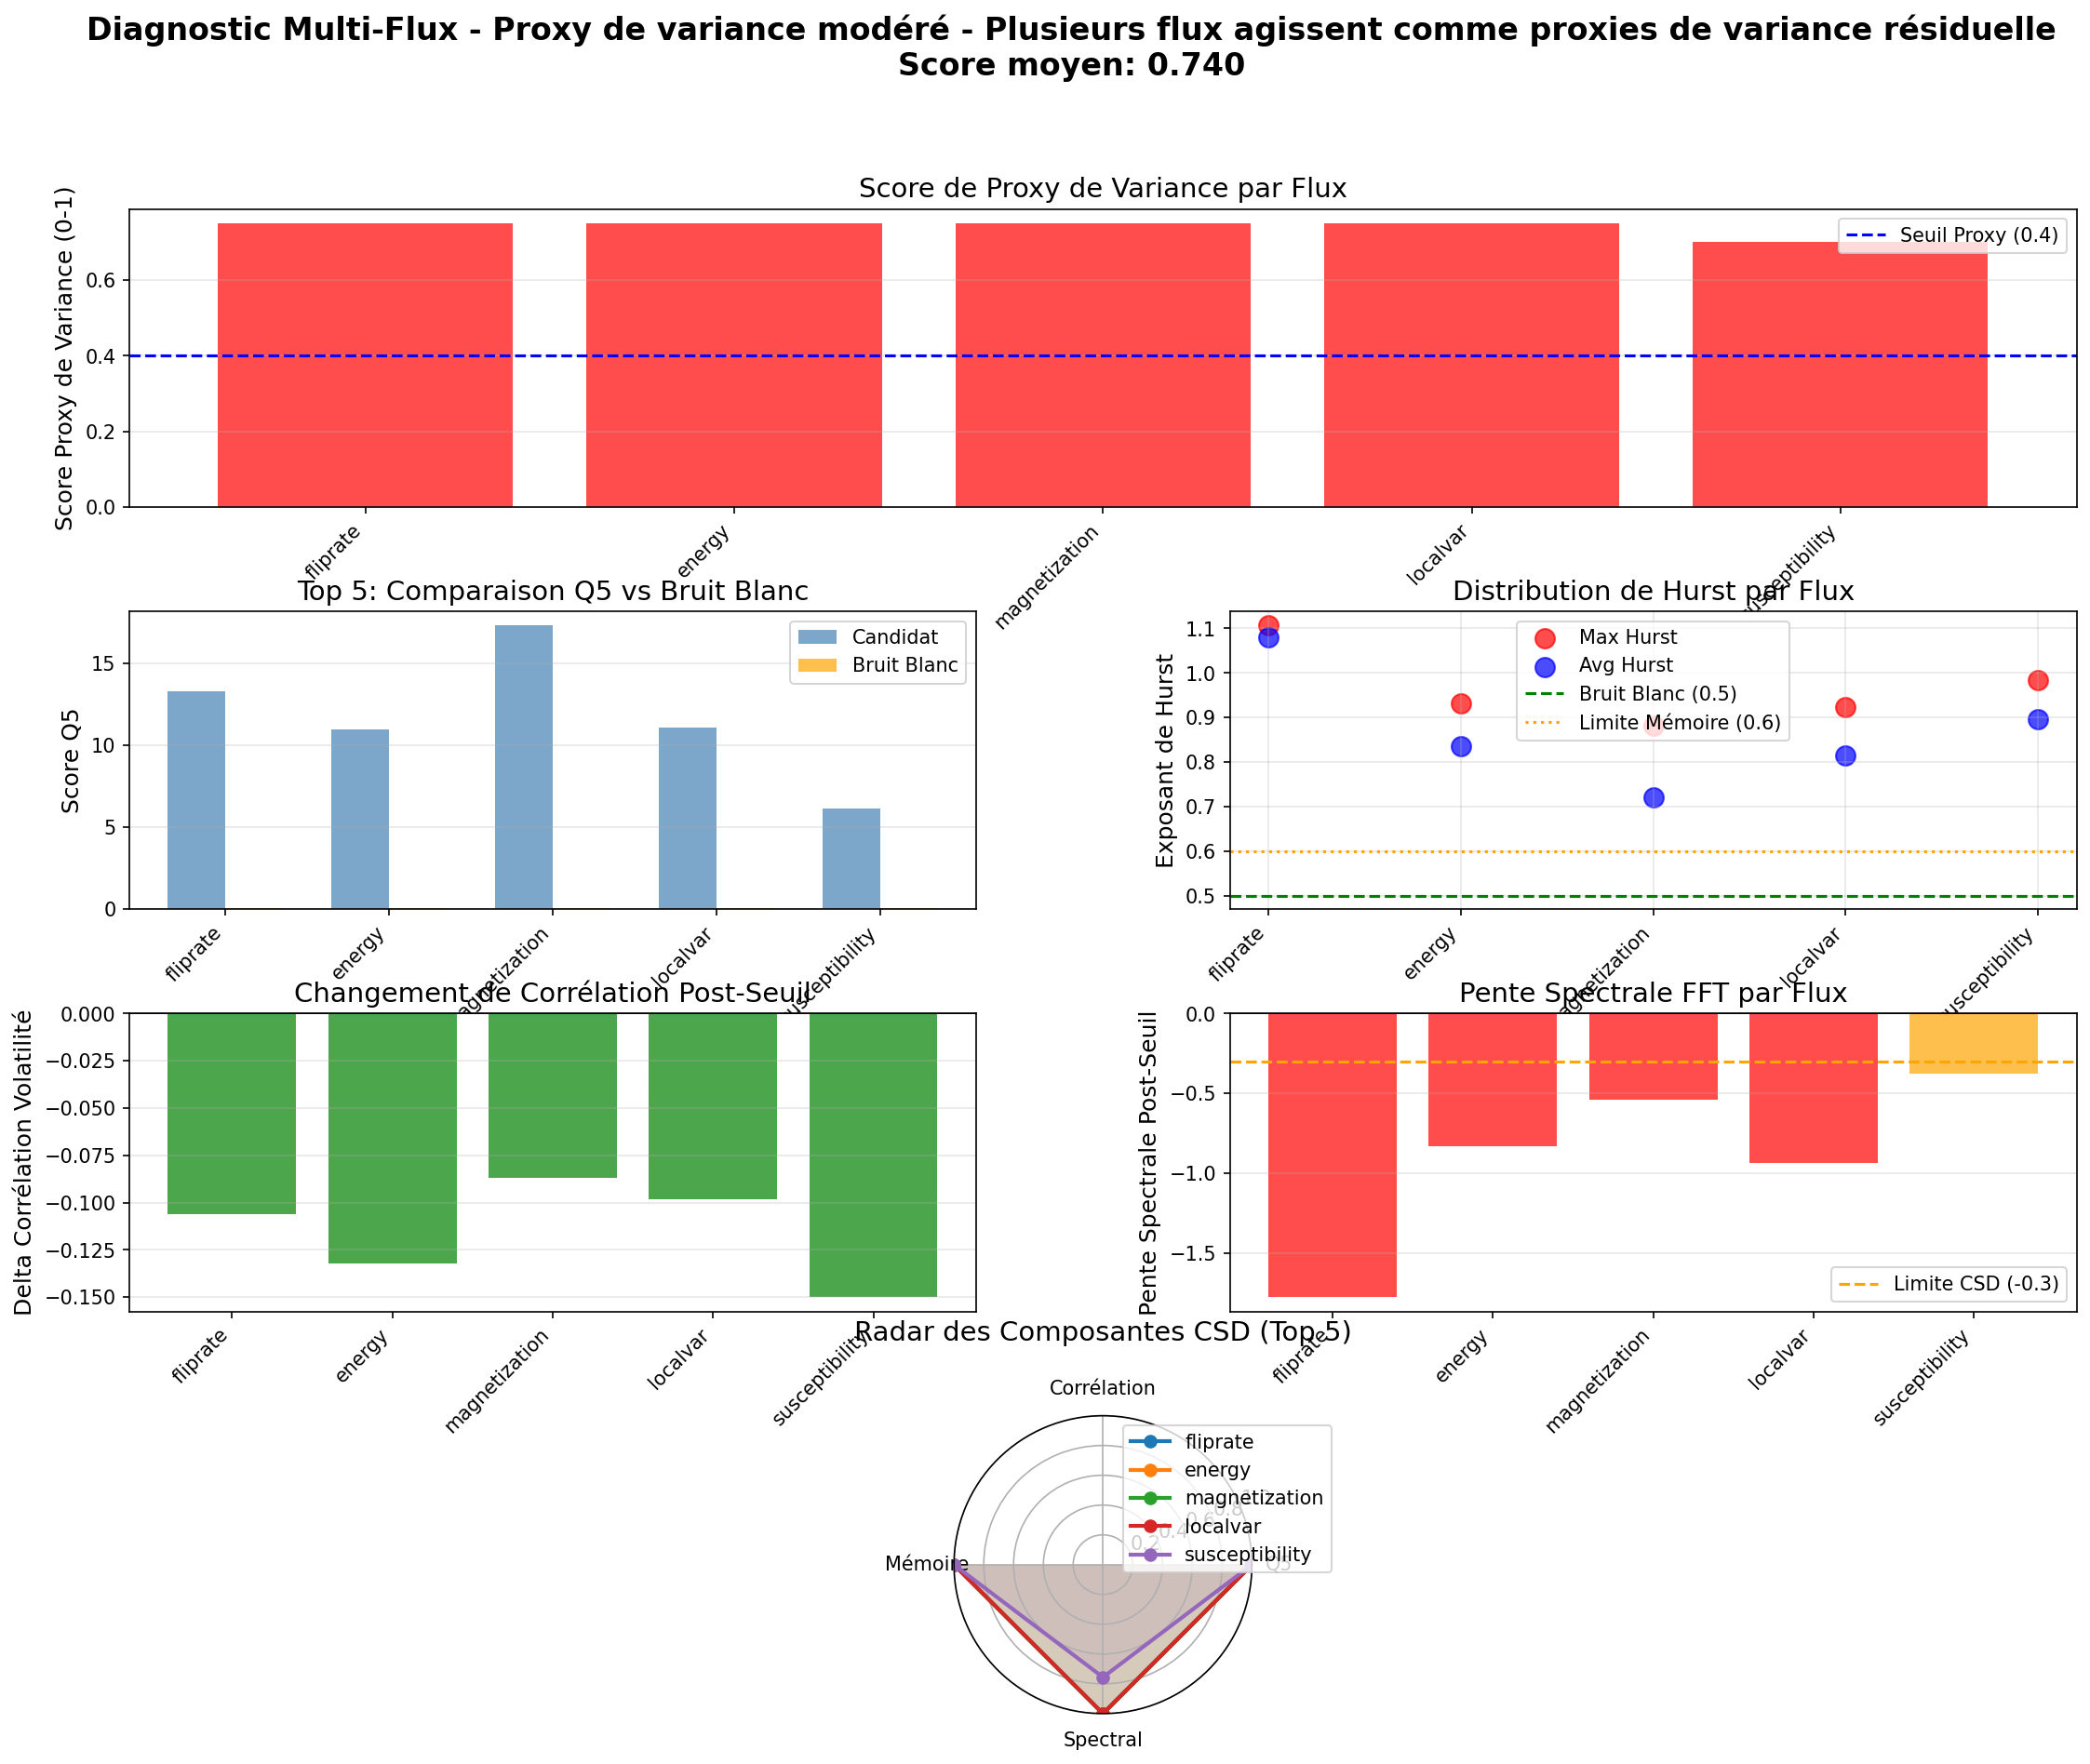 Diagnostic Multi-Flux - Proxy de variance modéré - Plusieurs flux agissent comme proxies de variance résiduelle
Score moyen: 0.740
Score de Proxy de Variance par Flux
Score Proxy de Variance (0-1)
0.6
0.4
0.2
0.0
Seuil Proxy (0.4)
fliprate
energy
magnetization
localvar
susceptibility
Top 5: Comparaison Q5 vs Bruit Blanc
Score Q5
15
10
5
0
Candidat
Bruit Blanc
fliprate
energy
magnetization
localvar
susceptibility
Distribution de Hurst par Flux
Exposant de Hurst
1.1
1.0
0.9
0.8
0.7
0.6
0.5
Max Hurst
Avg Hurst
Bruit Blanc (0.5)
Limite Mémoire (0.6)
fliprate
energy
magnetization
localvar
susceptibility
Changement de Corrélation Post-Seuil
Delta Corrélation Volatilité
0.000
−0.025
−0.050
−0.075
−0.100
−0.125
−0.150
fliprate
energy
magnetization
localvar
susceptibility
Pente Spectrale FFT par Flux
Pente Spectrale Post-Seuil
0.0
−0.5
−1.0
−1.5
Limite CSD (-0.3)
fliprate
energy
magnetization
localvar
susceptibility
Radar des Composantes CSD (Top 5)
Corrélation
Mémoire
Spectral
Q5
0.2
0.4
0.6
0.8
fliprate
energy
magnetization
localvar
susceptibility